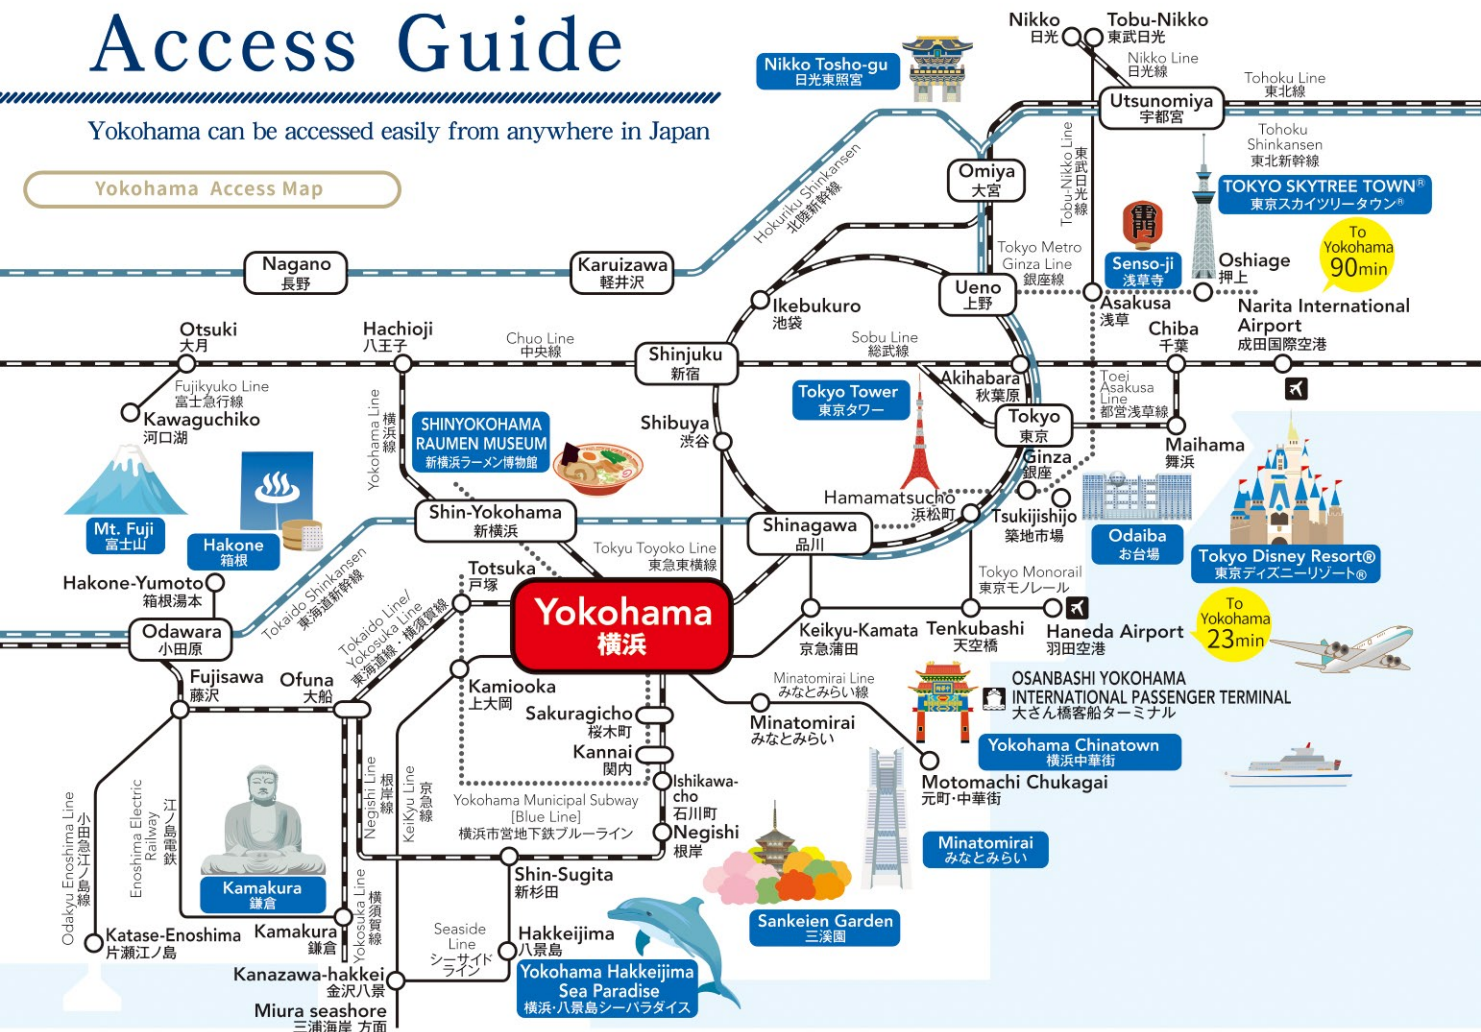 Access Guide
Yokohama can be accessed easily from anywhere in Japan
Yokohama Access Map
Nikko
日光
Tobu-Nikko
東武日光
Nikko Line
日光線
Nikko Tosho-gu
日光東照宮
Utsunomiya
宇都宮
Tohoku Line
東北線
Tohoku
Shinkansen
東北新幹線
Tobu-Nikko Line
東武日光線
Omiya
大宮
Hokuriku Shinkansen
北陸新幹線
TOKYO SKYTREE TOWN®
東京スカイツリータウン®
To
Yokohama
90min
Nagano
長野
Karuizawa
軽井沢
Tokyo Metro
Ginza Line
銀座線
Senso-ji
浅草寺
Oshiage
押上
Ueno
上野
Asakusa
浅草
Ikebukuro
池袋
Narita International
Airport
成田国際空港
Otsuki
大月
Hachioji
八王子
Chuo Line
中央線
Shinjuku
新宿
Sobu Line
総武線
Chiba
千葉
Fujikyuko Line
富士急行線
Kawaguchiko
河口湖
Yokohama Line
横浜線
SHINYOKOHAMA
RAUMEN MUSEUM
新横浜ラーメン博物館
Shibuya
渋谷
Tokyo Tower
東京タワー
Akihabara
秋葉原
Toei
Asakusa
Line
都営浅草線
Tokyo
東京
Maihama
舞浜
Ginza
銀座
Mt. Fuji
富士山
Hakone
箱根
Shin-Yokohama
新横浜
Hamamatsucho
浜松町
Shinagawa
品川
Tsukijishijo
築地市場
Odaiba
お台場
Tokyo Disney Resort®
東京ディズニーリゾート®
Tokyu Toyoko Line
東急東横線
Tokyo Monorail
東京モノレール
Hakone-Yumoto
箱根湯本
Tokaido Shinkansen
東海道新幹線
Totsuka
戸塚
Tokaido Line/
Yokosuka Line
東海道線・横須賀線
Yokohama
横浜
Odawara
小田原
Keikyu-Kamata
京急蒲田
Tenkubashi
天空橋
Haneda Airport
羽田空港
To
Yokohama
23min
Fujisawa
藤沢
Ofuna
大船
Kamiooka
上大岡
Minatomirai Line
みなとみらい線
Minatomirai
みなとみらい
OSANBASHI YOKOHAMA
INTERNATIONAL PASSENGER TERMINAL
大さん橋客船ターミナル
Sakuragicho
桜木町
Kannai
関内
Yokohama Chinatown
横浜中華街
Motomachi Chukagai
元町・中華街
Ishikawa-
cho
石川町
Negishi
根岸
Negishi Line
根岸線
KeiKyu Line
京急線
Yokohama Municipal Subway
[Blue Line]
横浜市営地下鉄ブルーライン
Minatomirai
みなとみらい
Odakyu Enoshima Line
小田急江ノ島線
Enoshima Electric
Railway
江ノ島電鉄
Kamakura
鎌倉
Shin-Sugita
新杉田
Sankeien Garden
三溪園
Yokosuka Line
横須賀線
Katase-Enoshima
片瀬江ノ島
Kamakura
鎌倉
Seaside
Line
シーサイド
ライン
Hakkeijima
八景島
Kanazawa-hakkei
金沢八景
Yokohama Hakkeijima
Sea Paradise
横浜・八景島シーパラダイス
Miura seashore
三浦海岸 方面